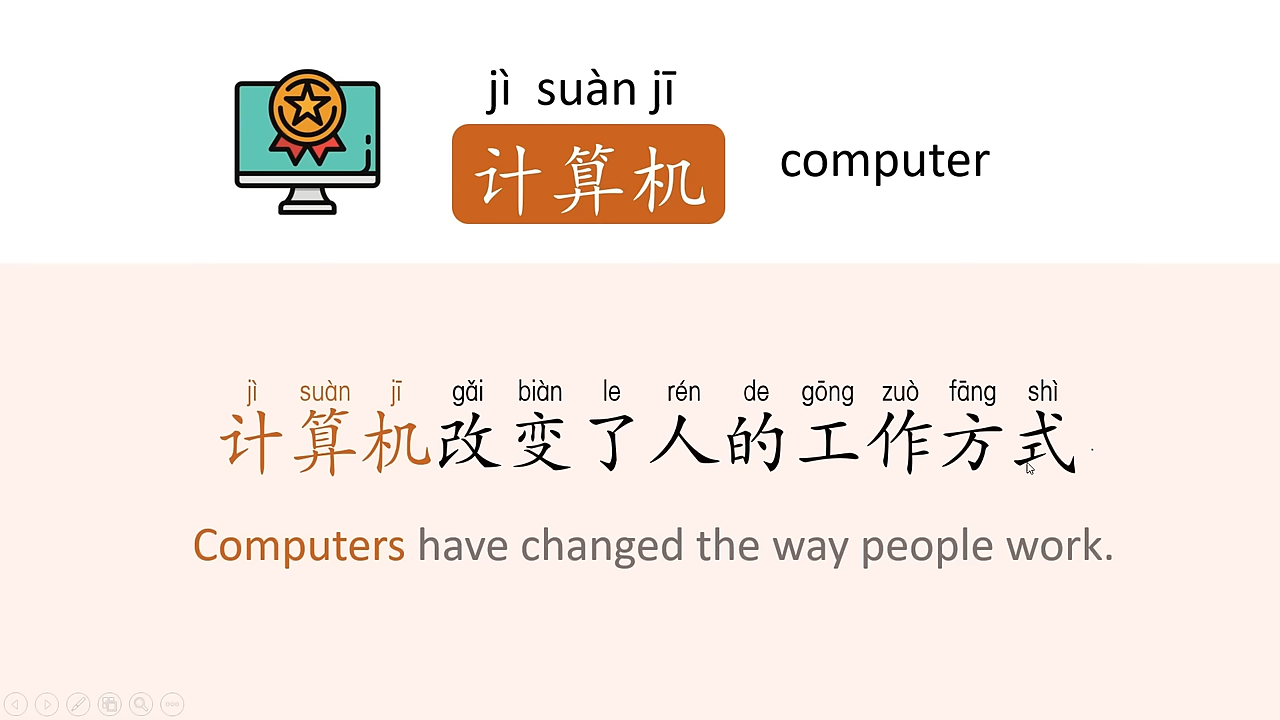 jì suàn jī
计算机
computer
jì suàn jī gǎi biàn le rén de gōng zuò fāng shì
计算机改变了人的工作方式.
Computers have changed the way people work.